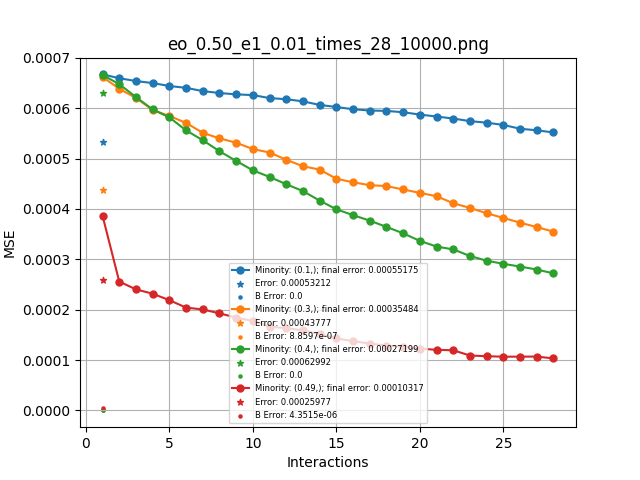 eo_0.50_e1_0.01_times_28_10000.png
0.0007
0.0006
0.0005
0.0004
0.0003
0.0002
0.0001
0.0000
MSE
Minority: (0.1,); final error: 0.00055175
Error: 0.00053212
B Error: 0.0
Minority: (0.3,); final error: 0.00035484
Error: 0.00043777
B Error: 8.8597e-07
Minority: (0.4,); final error: 0.00027199
Error: 0.00062992
B Error: 0.0
Minority: (0.49,); final error: 0.00010317
Error: 0.00025977
B Error: 4.3515e-06
0 5 10 15 20 25
Interactions